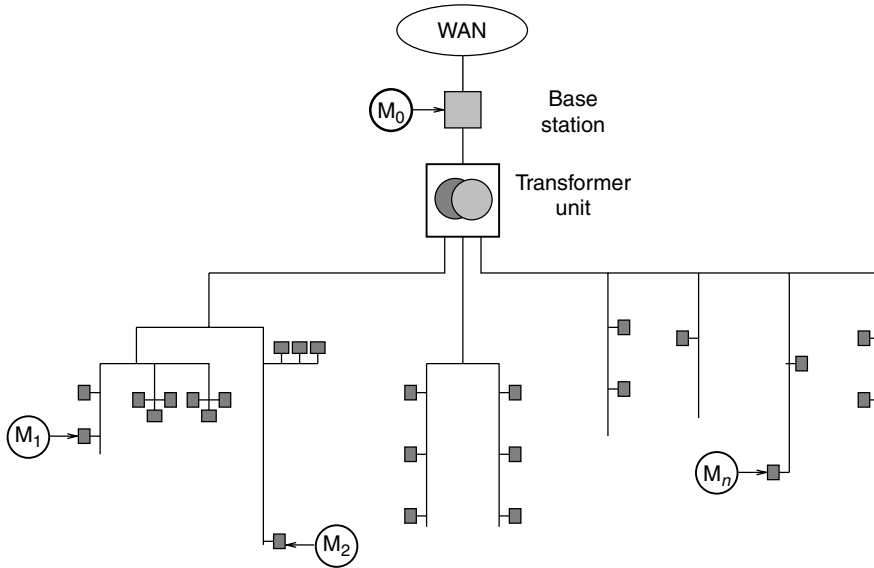 WAN
M₀
Base
station
Transformer
unit
M₁
Mₙ
M₂